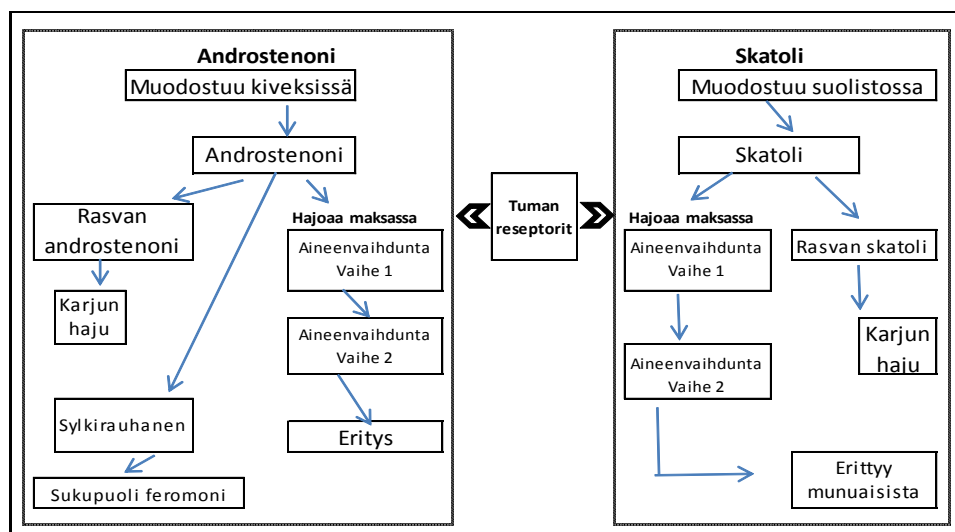 Androstenoni
Muodostuu kiveksissä
Androstenoni
Rasvan
androstenoni
Karjun
haju
Hajoaa maksassa
Aineenvaihdunta
Vaihe 1
Aineenvaihdunta
Vaihe 2
Eritys
Sylkirauhanen
Sukupuoli feromoni
Tuman
reseptorit
Skatoli
Muodostuu suolistossa
Skatoli
Hajoaa maksassa
Aineenvaihdunta
Vaihe 1
Aineenvaihdunta
Vaihe 2
Rasvan skatoli
Karjun
haju
Erittyy
munuaisista